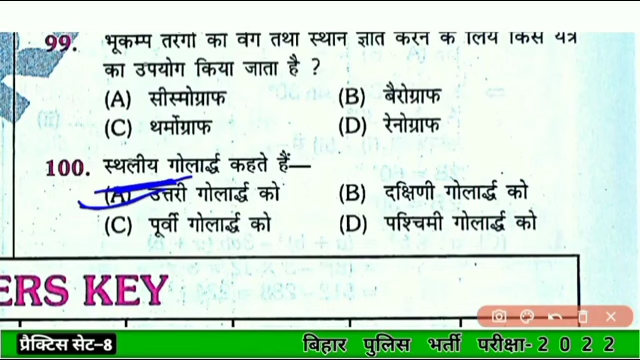 99. भूकम्प तरंगों का वेग तथा स्थान ज्ञात करने के लिये किस यंत्र
का उपयोग किया जाता है ?
(A) सीस्मोग्राफ (B) बैरोग्राफ
(C) थर्मोग्राफ (D) रेनोग्राफ
100. स्थलीय गोलार्द्ध कहते हैं—
(A) उत्तरी गोलार्द्ध को (B) दक्षिणी गोलार्द्ध को
(C) पूर्वी गोलार्द्ध को (D) पश्चिमी गोलार्द्ध को
ERS KEY
प्रैक्टिस सेट-8 बिहार पुलिस भर्ती परीक्षा-2022